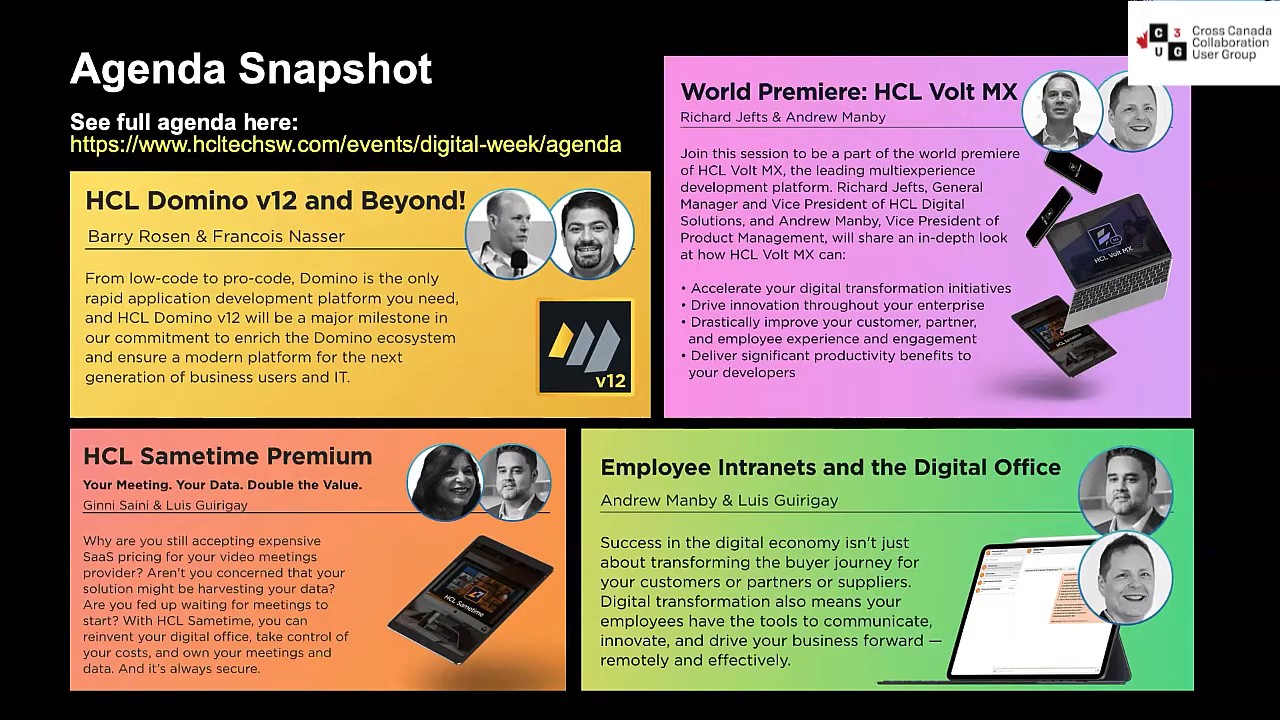 Agenda Snapshot
See full agenda here:
https://www.hcltechsw.com/events/digital-week/agenda
C 3
U G
Cross Canada
Collaboration
User Group
HCL Domino v12 and Beyond!
Barry Rosen & Francois Nasser
From low-code to pro-code, Domino is the only
rapid application development platform you need,
and HCL Domino v12 will be a major milestone in
our commitment to enrich the Domino ecosystem
and ensure a modern platform for the next
generation of business users and IT.
v12
World Premiere: HCL Volt MX
Richard Jefts & Andrew Manby
Join this session to be a part of the world premiere
of HCL Volt MX, the leading multiexperience
development platform. Richard Jefts, General
Manager and Vice President of HCL Digital
Solutions, and Andrew Manby, Vice President of
Product Management, will share an in-depth look
at how HCL Volt MX can:
• Accelerate your digital transformation initiatives
• Drive innovation throughout your enterprise
• Drastically improve your customer, partner,
and employee experience and engagement
• Deliver significant productivity benefits to
your developers
HCL Volt MX
HCL Sametime Premium
Your Meeting. Your Data. Double the Value.
Ginni Saini & Luis Guirigay
Why are you still accepting expensive
SaaS pricing for your video meetings
provider? Aren't you concerned that your
solution might be harvesting your data?
Are you fed up waiting for meetings to
start? With HCL Sametime, you can
reinvent your digital office, take control of
your costs, and own your meetings and
data. And it's always secure.
HCL Sametime
Employee Intranets and the Digital Office
Andrew Manby & Luis Guirigay
Success in the digital economy isn't just
about transforming the buyer journey for
your customers or partners or suppliers.
Digital transformation also means your
employees have the tools to communicate,
innovate, and drive your business forward —
remotely and effectively.